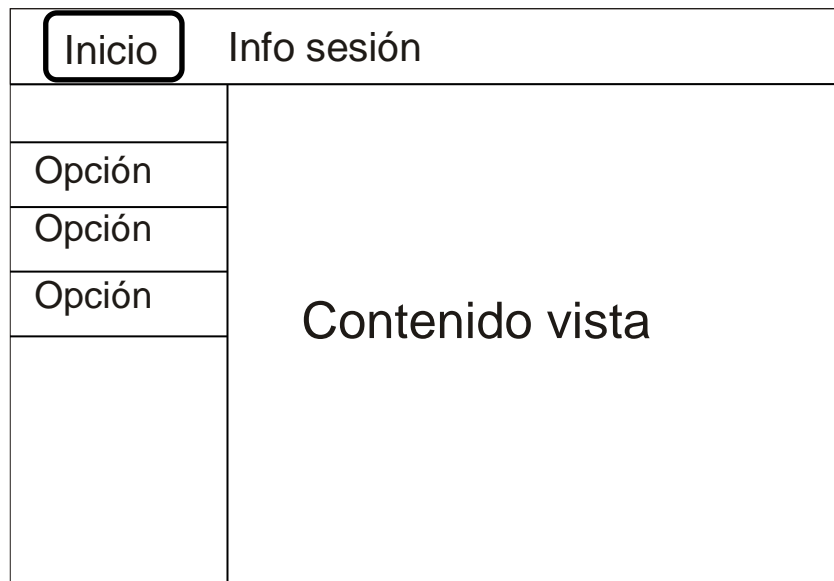 Inicio Info sesión
Opción
Opción
Opción
Contenido vista